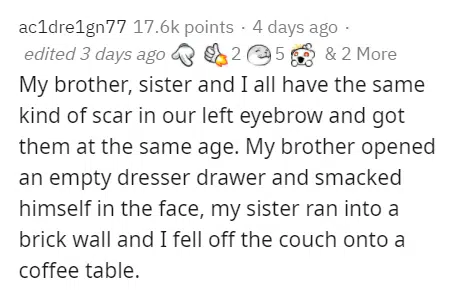 ac1dre1gn77 17.6k points · 4 days ago ·
edited 3 days ago 2 5 & 2 More
My brother, sister and I all have the same
kind of scar in our left eyebrow and got
them at the same age. My brother opened
an empty dresser drawer and smacked
himself in the face, my sister ran into a
brick wall and I fell off the couch onto a
coffee table.